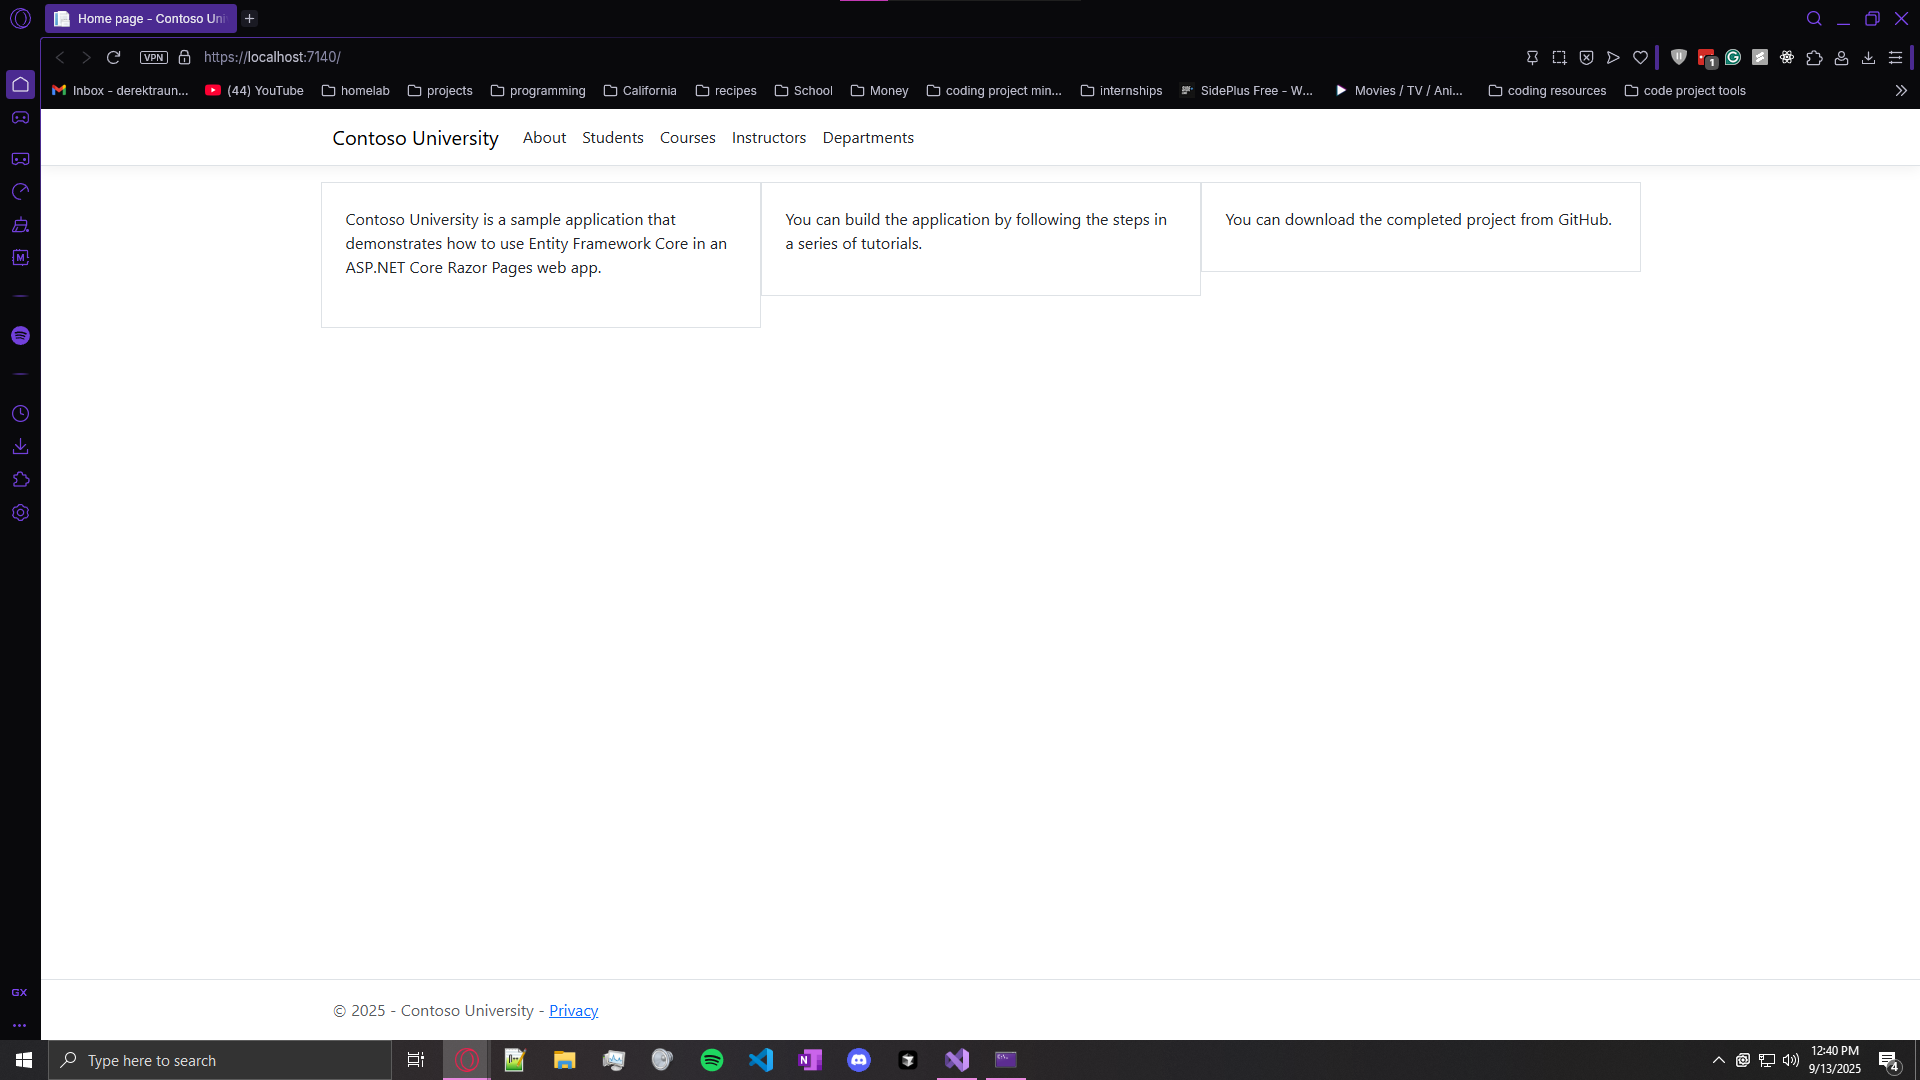 Home page - Contoso Uni
VPN
https://localhost:7140/
1
Inbox - derektraun...
(44) YouTube
homelab
projects
programming
California
recipes
School
Money
coding project min...
internships
SidePlus Free - W...
Movies / TV / Ani...
coding resources
code project tools
Contoso University
About
Students
Courses
Instructors
Departments
Contoso University is a sample application that
demonstrates how to use Entity Framework Core in an
ASP.NET Core Razor Pages web app.
You can build the application by following the steps in
a series of tutorials.
You can download the completed project from GitHub.
© 2025 - Contoso University - Privacy
GX
Type here to search
12:40 PM
9/13/2025
4